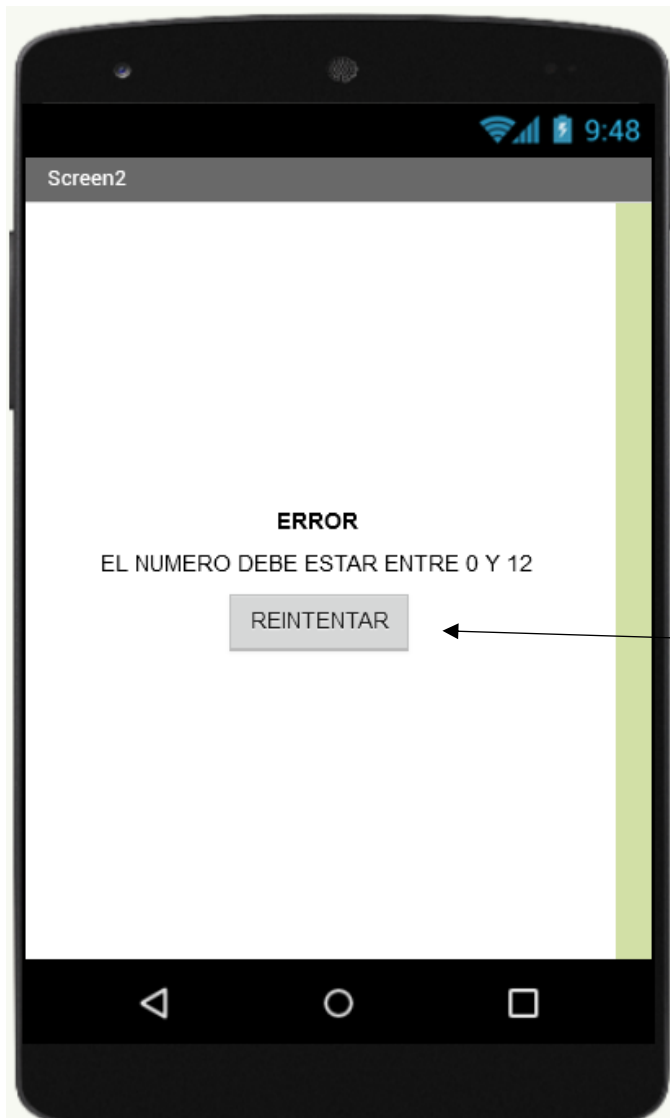 9:48
Screen2
ERROR
EL NUMERO DEBE ESTAR ENTRE 0 Y 12
REINTENTAR